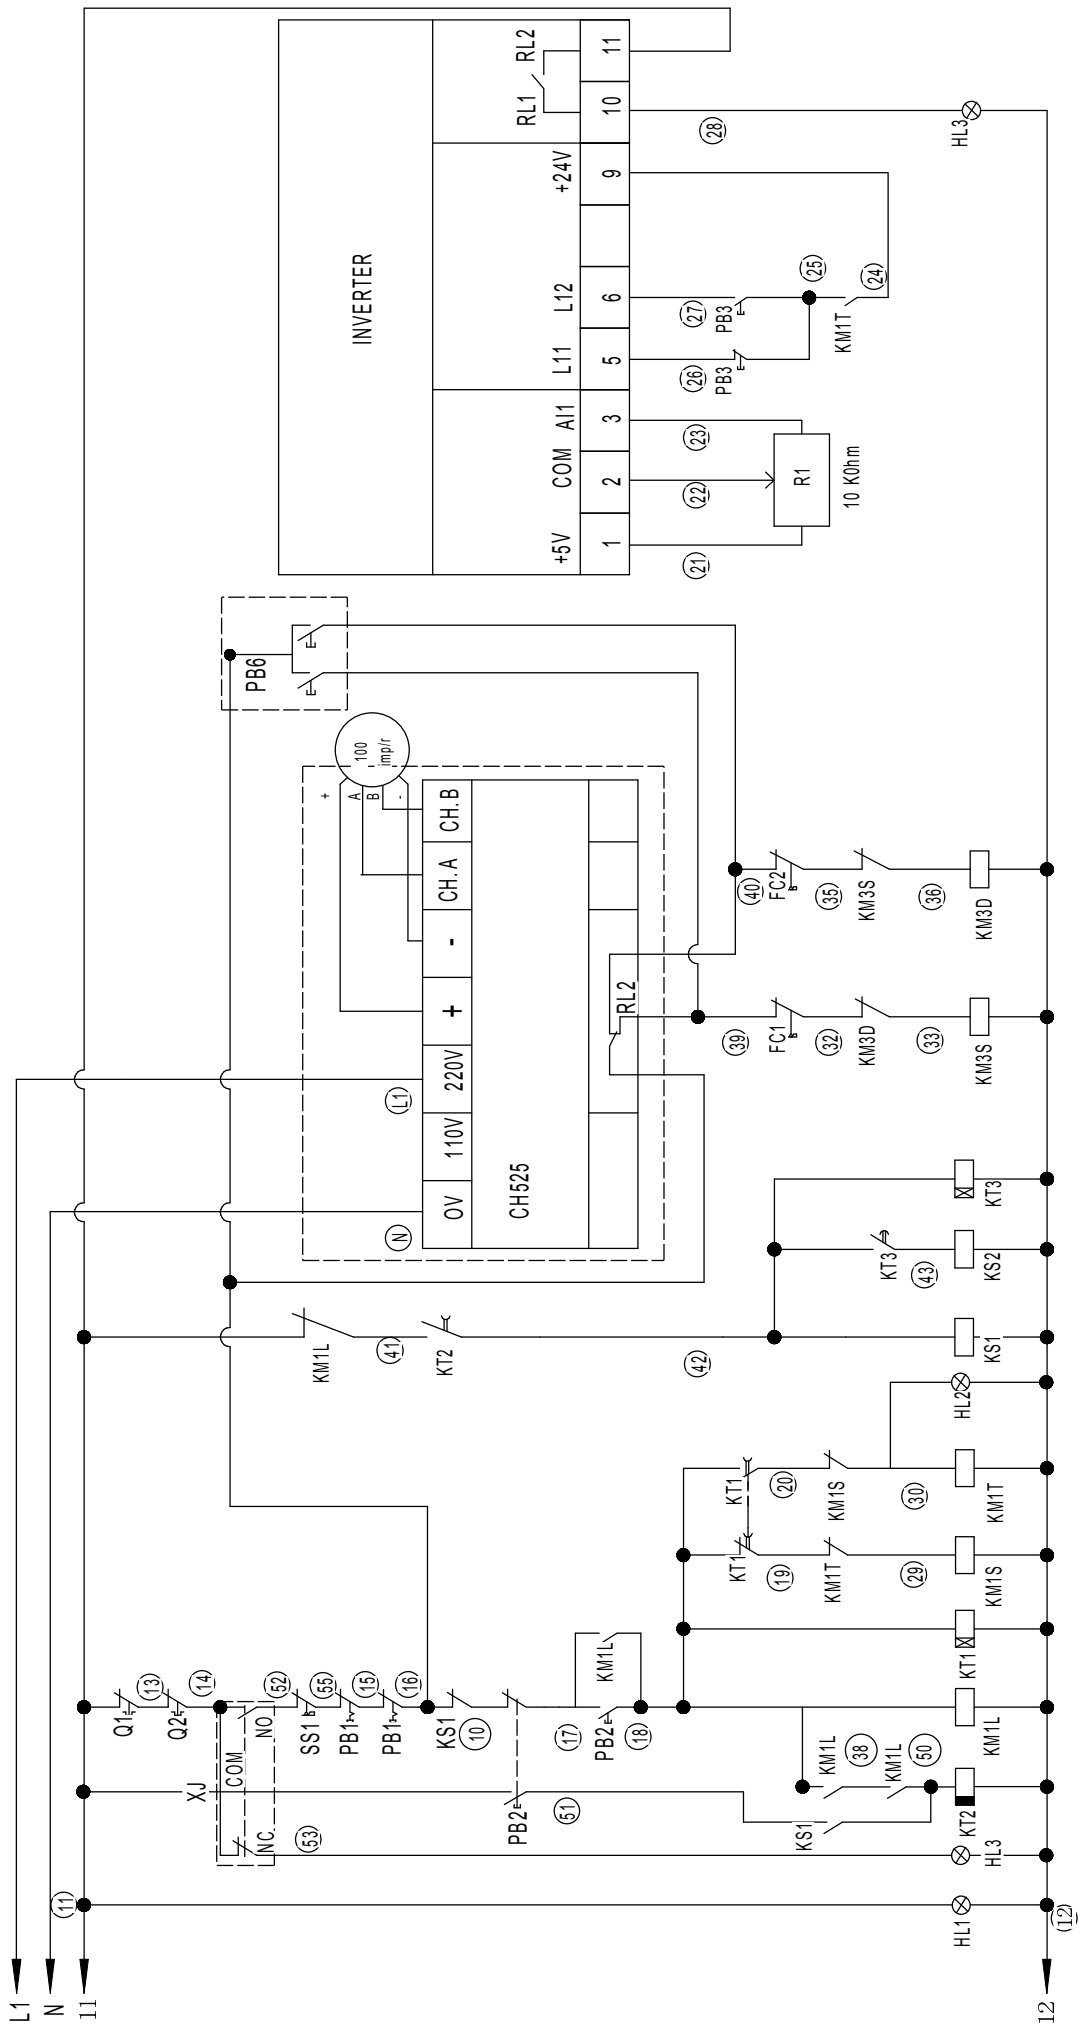 L1
N
11
12
(11)
(12)
HL1
HL3
NC
(53)
COM
NO
XJ
Q1
(13)
Q2
(14)
(52)
SS1
(55)
PB1
(15)
PB1
(16)
KS1
(10)
PB2
(51)
(17)
PB2
KM1L
(18)
KS1
KM1L
(38)
KM1L
(50)
KT2
KM1L
KT1
KT1
(19)
KM1T
(29)
KM1S
KT1
(20)
KM1S
(30)
KM1T
HL2
KM1L
(41)
KT2
(42)
KS1
KT3
(43)
KS2
KT3
(N)
(L1)
0V
110V
220V
+
-
CH.A
CH.B
CH525
RL2
+
A
B
-
100
imp/r
PB6
(39)
FC1
(32)
KM3D
(33)
KM3S
(40)
FC2
(35)
KM3S
(36)
KM3D
INVERTER
+5V
COM
AI1
L11
L12
+24V
RL1
RL2
1
2
3
5
6
9
10
11
(21)
(22)
(23)
R1
10 KOhm
(26)
PB3
(27)
PB3
(25)
KM1T
(24)
(28)
HL3